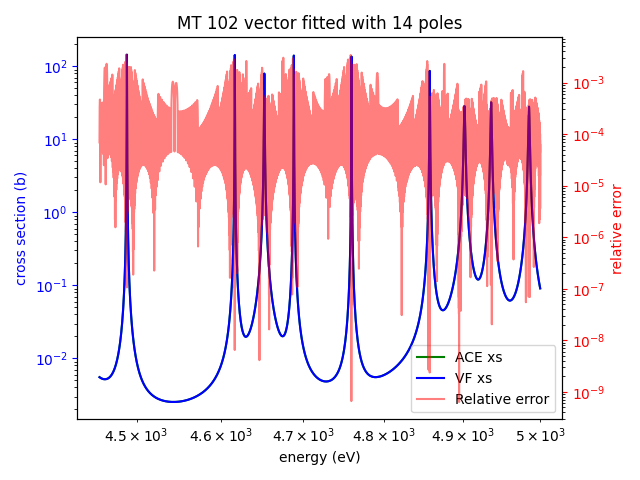 MT 102 vector fitted with 14 poles
10²
10¹
10⁰
10⁻¹
10⁻²
cross section (b)
10⁻³
10⁻⁴
10⁻⁵
10⁻⁶
10⁻⁷
10⁻⁸
10⁻⁹
relative error
ACE xs
VF xs
Relative error
4.5 × 10³ 4.6 × 10³ 4.7 × 10³ 4.8 × 10³ 4.9 × 10³ 5 × 10³
energy (eV)